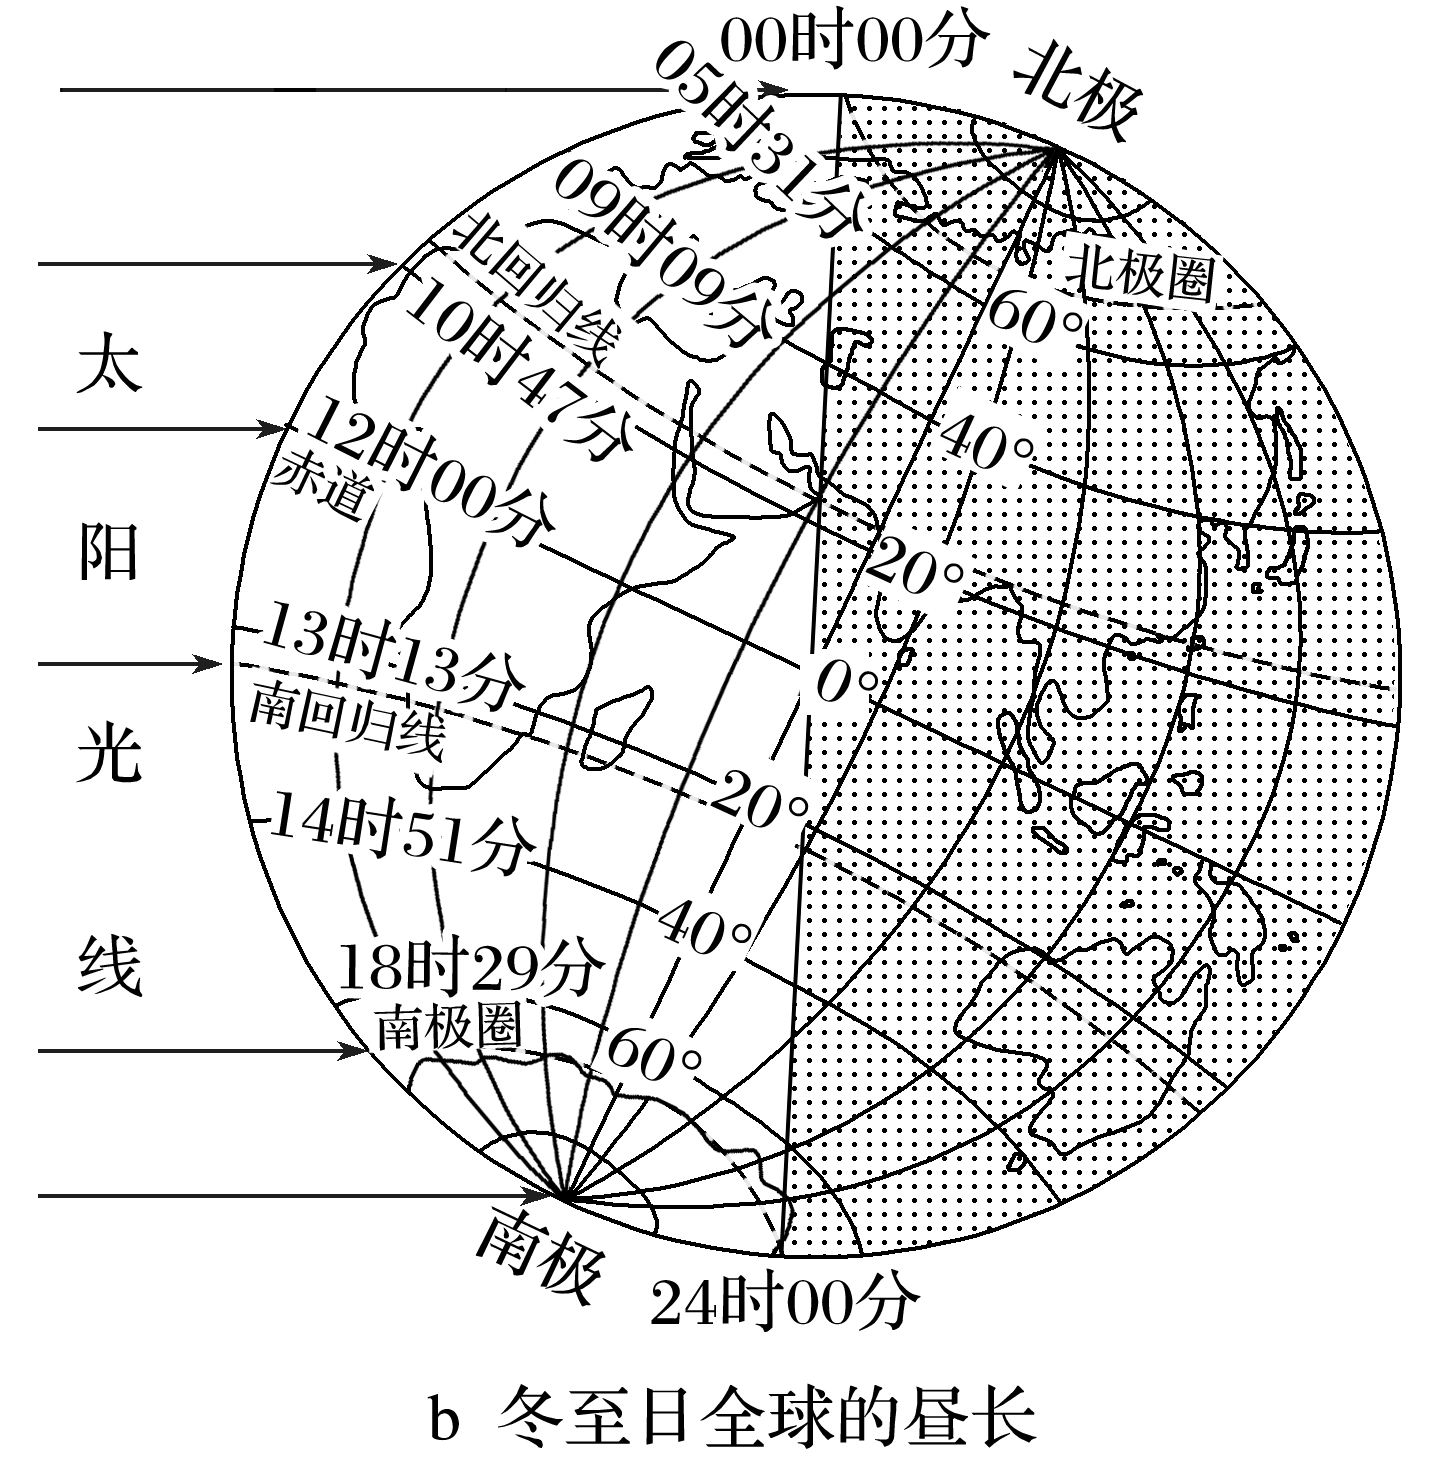 00时00分
北极
05时31分
09时09分
北极圈
北回归线
60°
10时47分
太
40°
12时00分
赤道
阳
20°
13时13分
0°
南回归线
光
20°
14时51分
40°
线
18时29分
南极圈
60°
南极
24时00分
b 冬至日全球的昼长